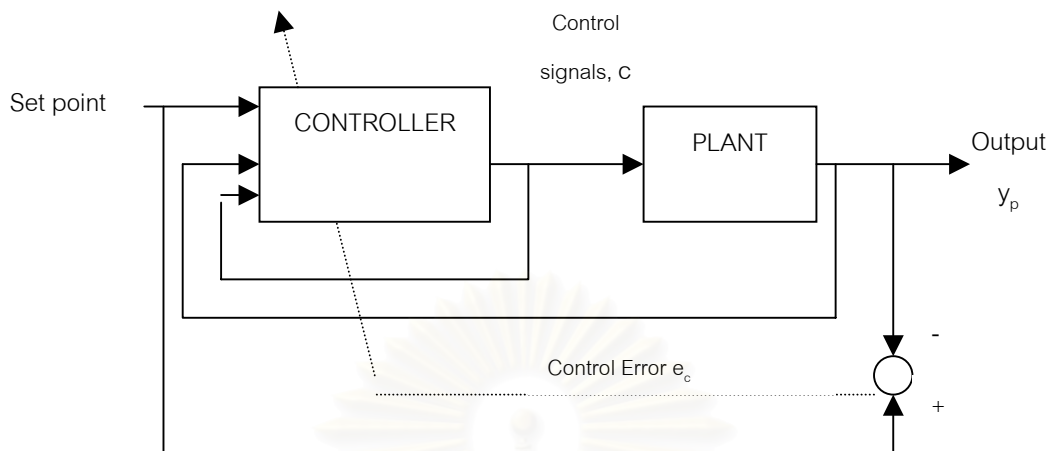 Control
signals, c
Set point
CONTROLLER
PLANT
Output
y_p
-
Control Error e_c
+